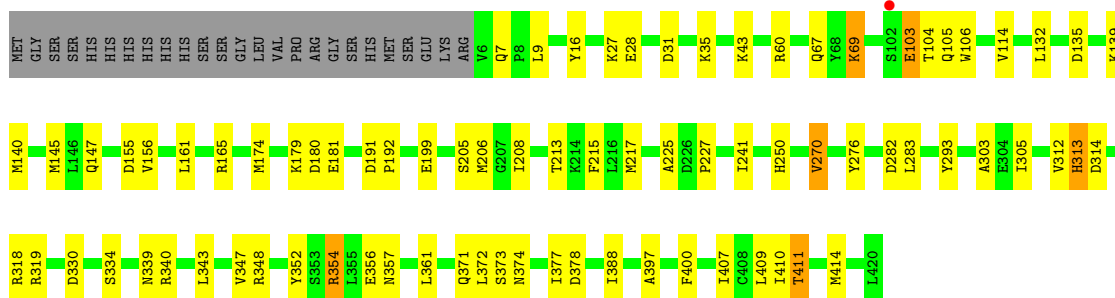 MET GLY SER SER HIS HIS HIS HIS HIS HIS SER SER GLY LEU VAL PRO ARG GLY SER HIS MET SER GLU LYS ARG V6 Q7 P8 L9 Y16 K27 E28 D31 K35 K43 R60 Q67 Y68 K69 S102 E103 T104 Q105 W106 V114 L132 D135 K139
M140 M145 L146 Q147 D155 V156 L161 R165 M174 K179 D180 E181 D191 P192 E199 S205 M206 G207 I208 T213 K214 F215 L216 M217 A225 D226 P227 I241 H250 V270 Y276 D282 L283 Y293 A303 E304 I305 V312 H313 D314
R318 R319 D330 S334 N339 R340 L343 V347 R348 Y352 S353 R354 L355 E356 N357 L361 Q371 L372 S373 N374 I377 D378 I388 A397 F400 I407 C408 L409 I410 T411 M414 L420